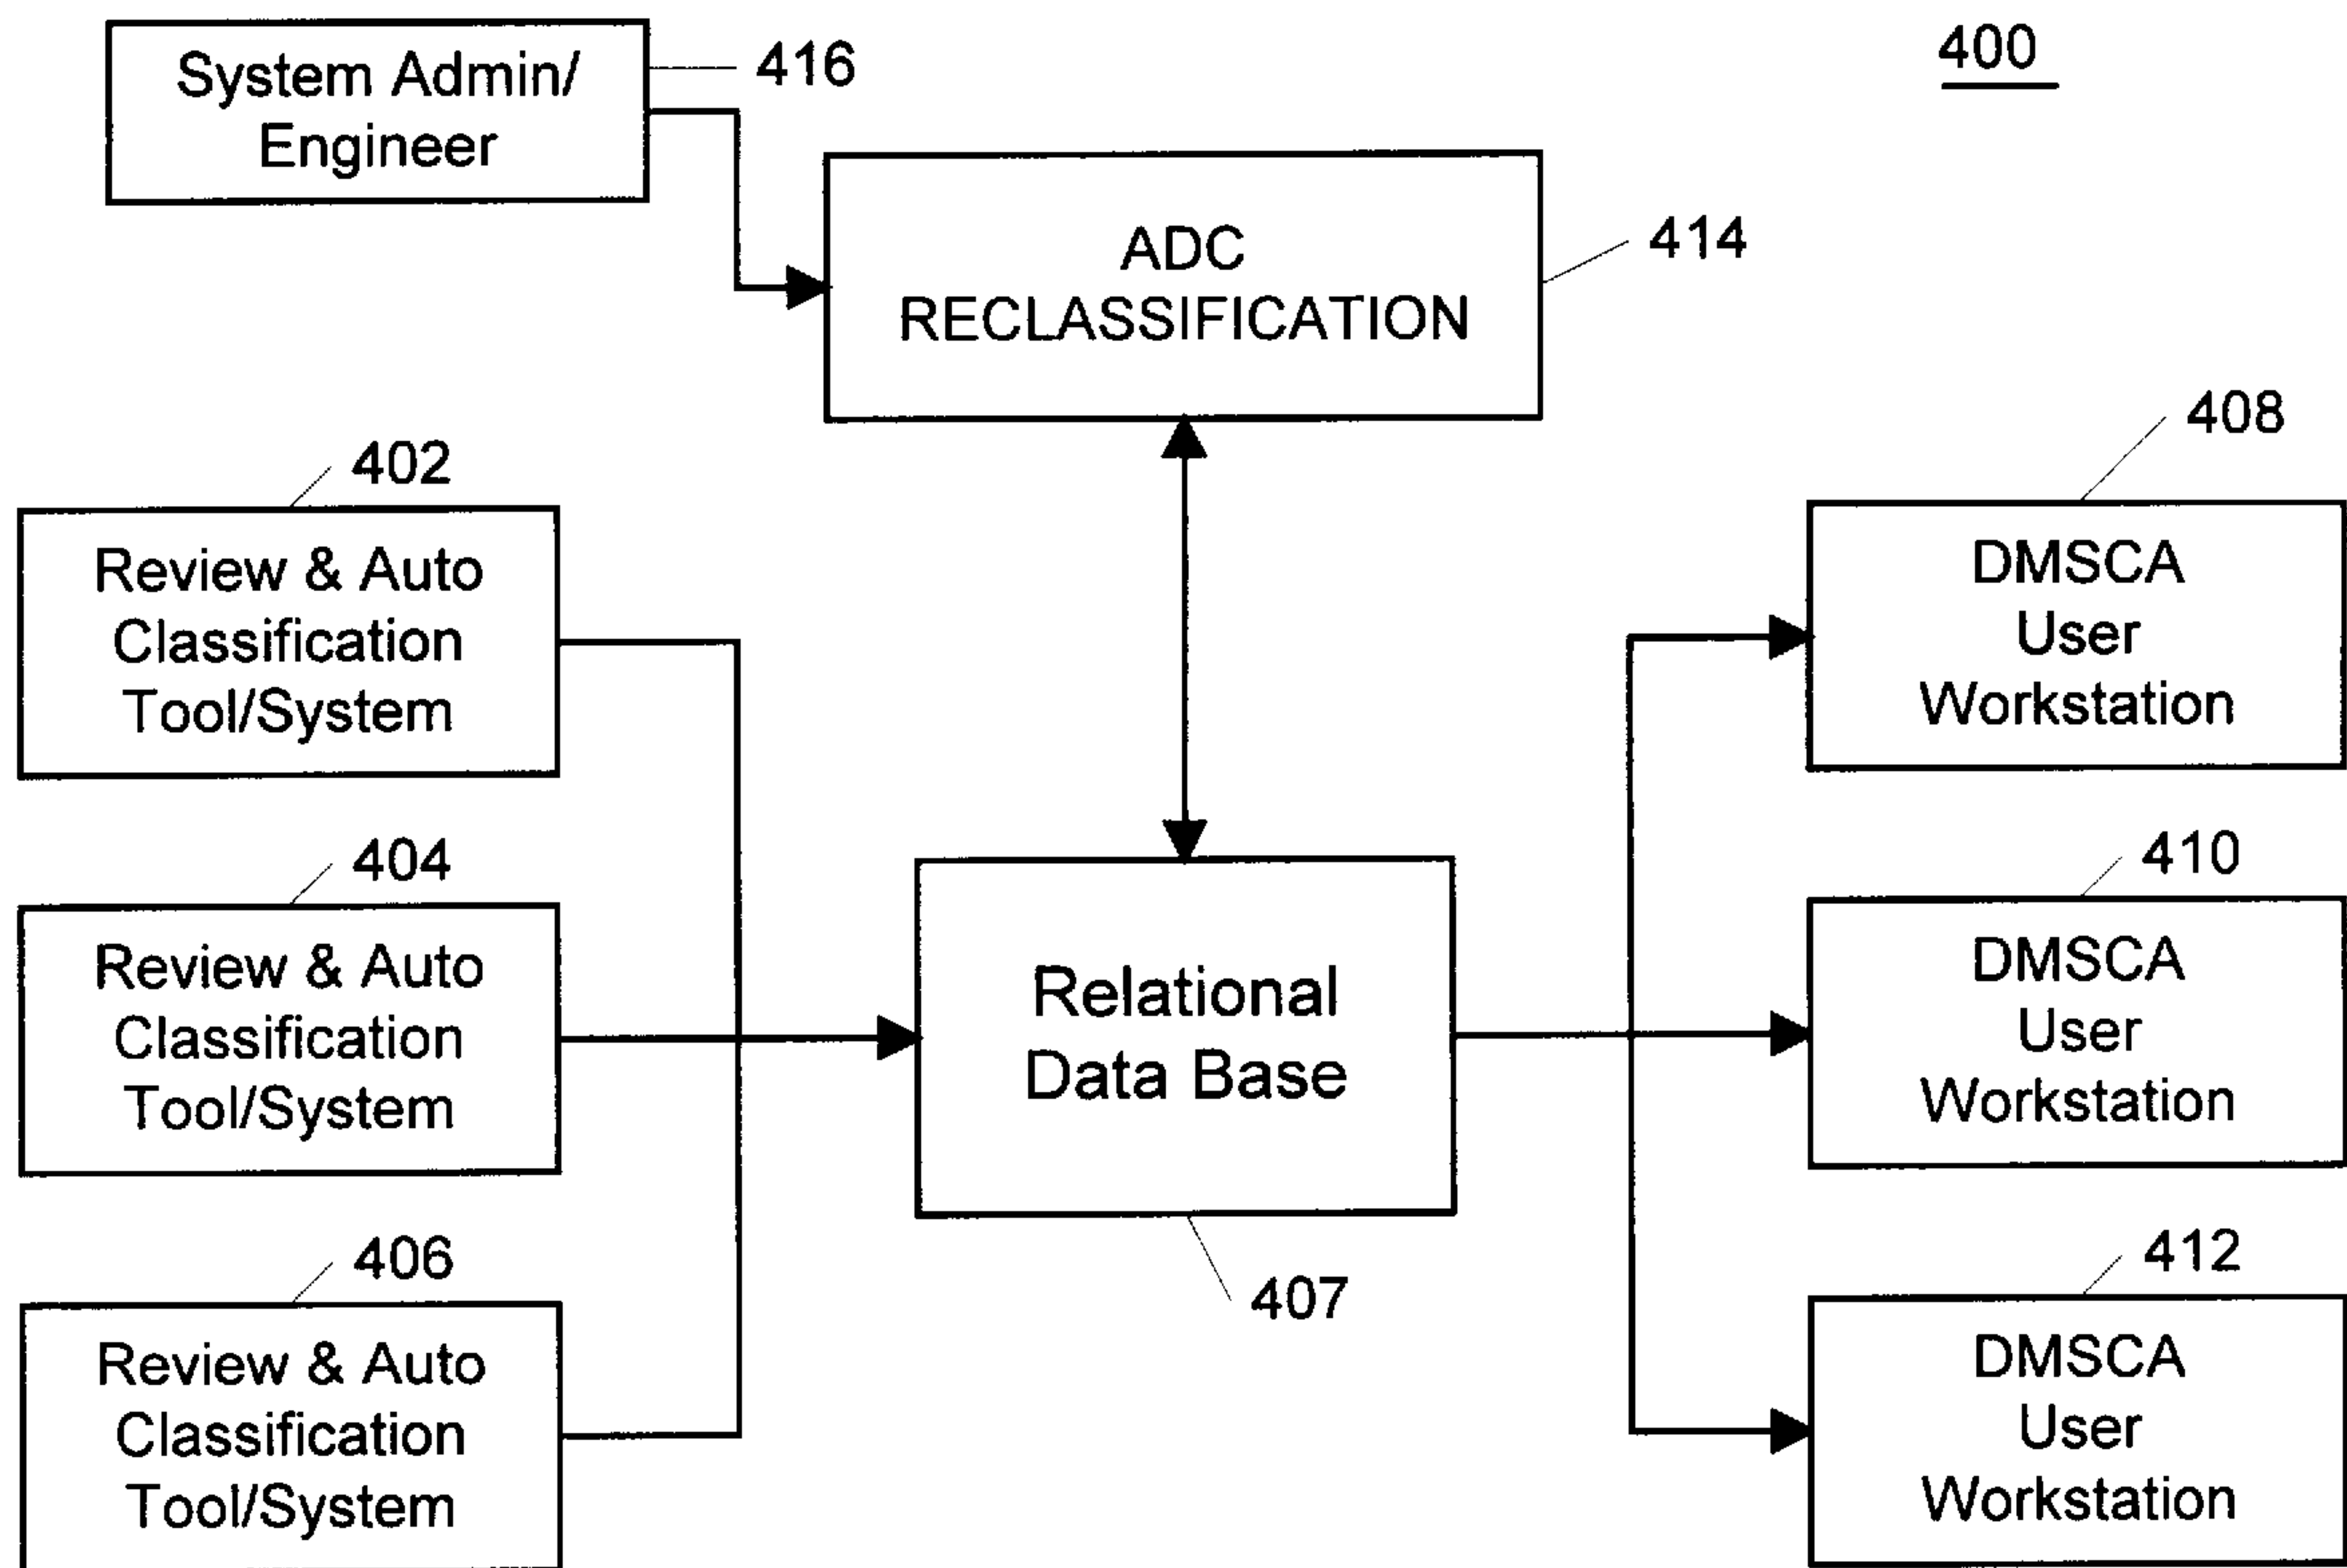 400
System Admin/
Engineer
416
ADC
RECLASSIFICATION
414
402
Review & Auto
Classification
Tool/System
404
Review & Auto
Classification
Tool/System
406
Review & Auto
Classification
Tool/System
Relational
Data Base
407
408
DMSCA
User
Workstation
410
DMSCA
User
Workstation
412
DMSCA
User
Workstation